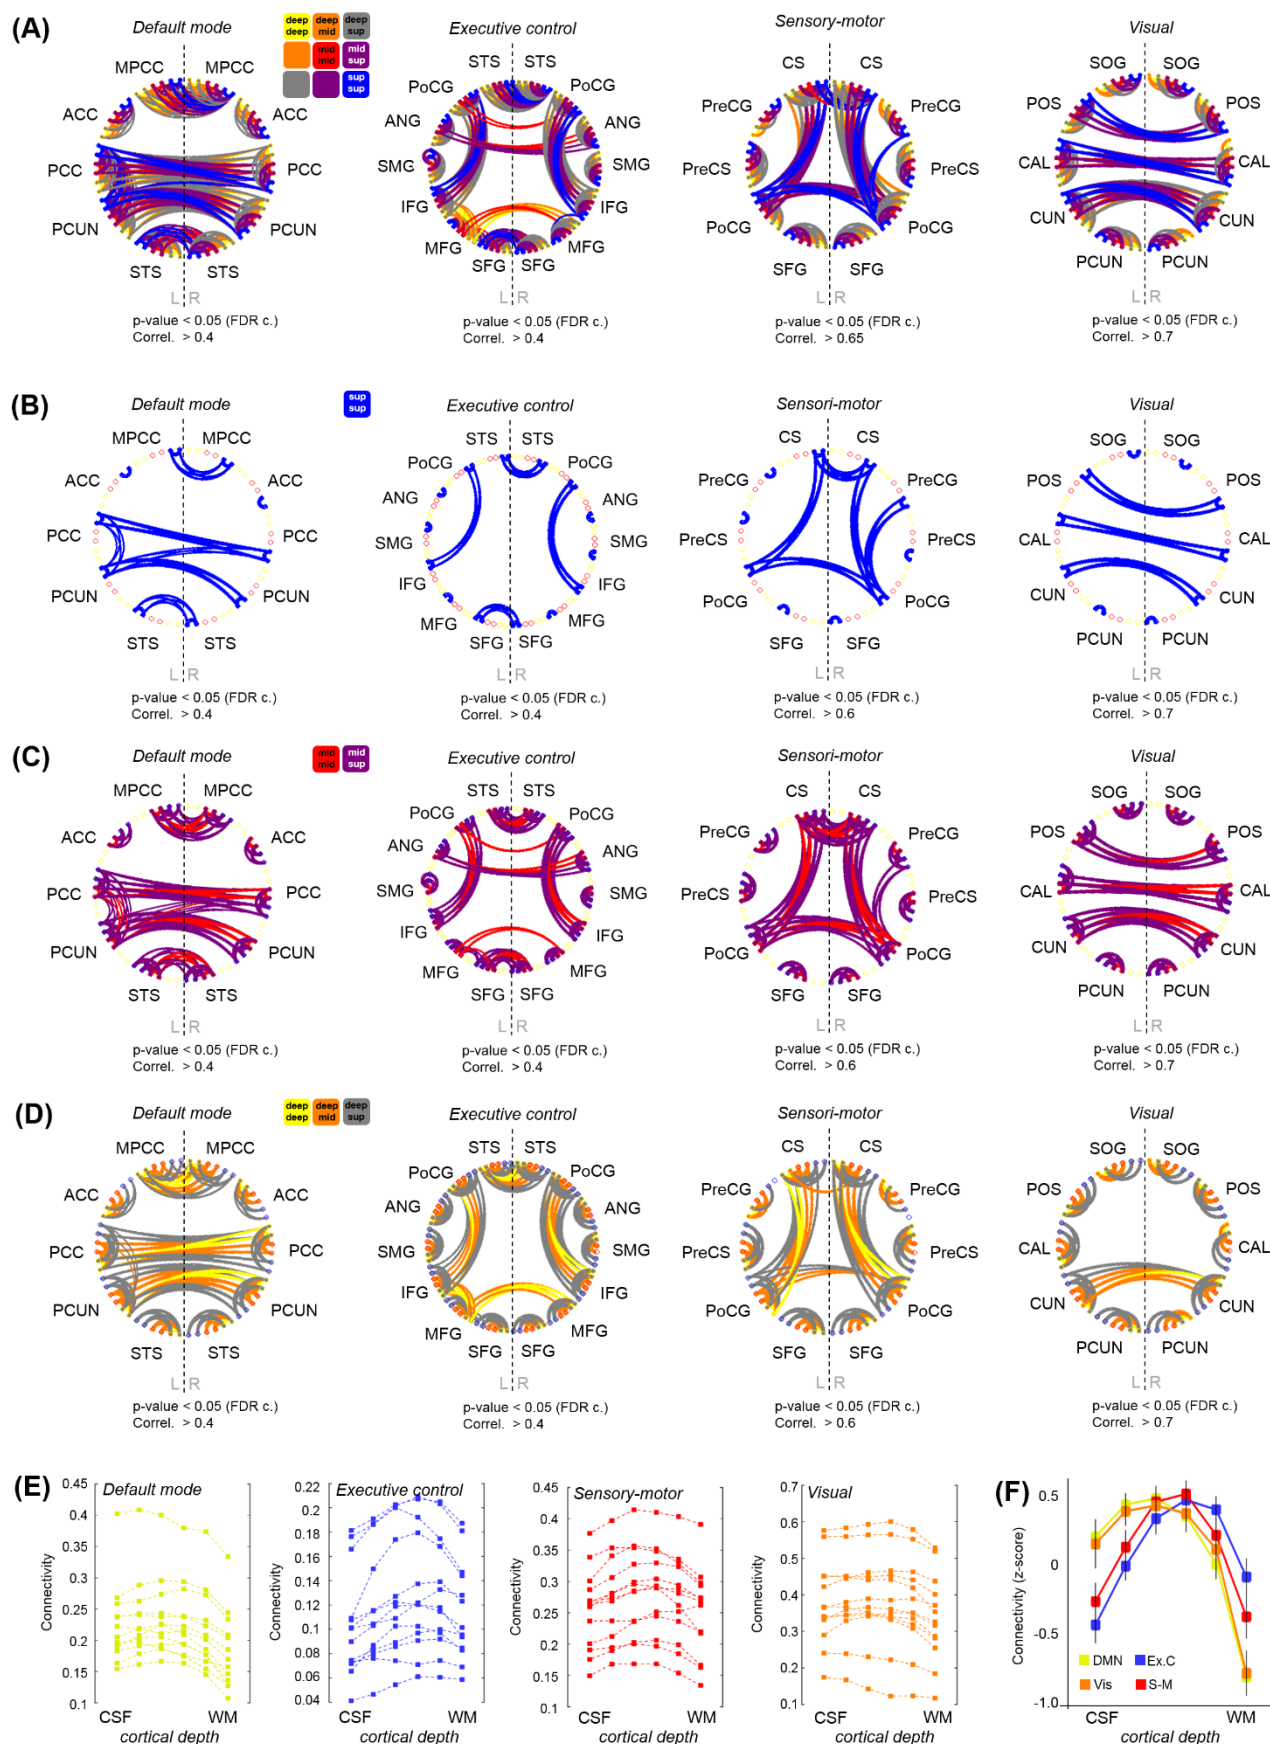 (A)
Default mode
deep deep
deep mid
deep sup
mid mid
mid sup
sup sup
Executive control
Sensory-motor
Visual
MPCC MPCC
ACC ACC
PCC PCC
PCUN PCUN
STS STS
L R
p-value < 0.05 (FDR c.)
Correl. > 0.4
STS STS
PoCG PoCG
ANG ANG
SMG SMG
IFG IFG
MFG MFG
SFG SFG
L R
p-value < 0.05 (FDR c.)
Correl. > 0.4
CS CS
PreCG PreCG
PreCS PreCS
PoCG PoCG
SFG SFG
L R
p-value < 0.05 (FDR c.)
Correl. > 0.65
SOG SOG
POS POS
CAL CAL
CUN CUN
PCUN PCUN
L R
p-value < 0.05 (FDR c.)
Correl. > 0.7
(B)
Default mode
sup sup
Executive control
Sensori-motor
Visual
MPCC MPCC
ACC ACC
PCC PCC
PCUN PCUN
STS STS
L R
p-value < 0.05 (FDR c.)
Correl. > 0.4
STS STS
PoCG PoCG
ANG ANG
SMG SMG
IFG IFG
MFG MFG
SFG SFG
L R
p-value < 0.05 (FDR c.)
Correl. > 0.4
CS CS
PreCG PreCG
PreCS PreCS
PoCG PoCG
SFG SFG
L R
p-value < 0.05 (FDR c.)
Correl. > 0.6
SOG SOG
POS POS
CAL CAL
CUN CUN
PCUN PCUN
L R
p-value < 0.05 (FDR c.)
Correl. > 0.7
(C)
Default mode
mid mid
mid sup
Executive control
Sensori-motor
Visual
MPCC MPCC
ACC ACC
PCC PCC
PCUN PCUN
STS STS
L R
p-value < 0.05 (FDR c.)
Correl. > 0.4
STS STS
PoCG PoCG
ANG ANG
SMG SMG
IFG IFG
MFG MFG
SFG SFG
L R
p-value < 0.05 (FDR c.)
Correl. > 0.4
CS CS
PreCG PreCG
PreCS PreCS
PoCG PoCG
SFG SFG
L R
p-value < 0.05 (FDR c.)
Correl. > 0.6
SOG SOG
POS POS
CAL CAL
CUN CUN
PCUN PCUN
L R
p-value < 0.05 (FDR c.)
Correl. > 0.7
(D)
Default mode
deep deep
deep mid
deep sup
Executive control
Sensori-motor
Visual
MPCC MPCC
ACC ACC
PCC PCC
PCUN PCUN
STS STS
L R
p-value < 0.05 (FDR c.)
Correl. > 0.4
STS STS
PoCG PoCG
ANG ANG
SMG SMG
IFG IFG
MFG MFG
SFG SFG
L R
p-value < 0.05 (FDR c.)
Correl. > 0.4
CS CS
PreCG PreCG
PreCS PreCS
PoCG PoCG
SFG SFG
L R
p-value < 0.05 (FDR c.)
Correl. > 0.6
SOG SOG
POS POS
CAL CAL
CUN CUN
PCUN PCUN
L R
p-value < 0.05 (FDR c.)
Correl. > 0.7
(E)
Default mode
Connectivity
0.45
0.4
0.35
0.3
0.25
0.2
0.15
0.1
CSF WM
cortical depth
Executive control
Connectivity
0.22
0.20
0.18
0.16
0.14
0.12
0.1
0.08
0.06
0.04
CSF WM
cortical depth
Sensory-motor
Connectivity
0.45
0.4
0.35
0.3
0.25
0.2
0.15
0.1
CSF WM
cortical depth
Visual
Connectivity
0.7
0.6
0.5
0.4
0.3
0.2
0.1
CSF WM
cortical depth
(F)
Connectivity (z-score)
0.5
0
-0.5
-1.0
DMN Ex.C
Vis S-M
CSF WM
cortical depth